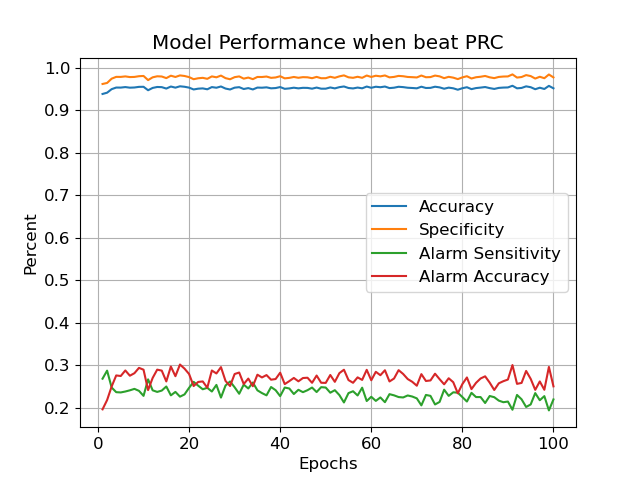 Model Performance when beat PRC
1.0
0.9
0.8
0.7
0.6
0.5
0.4
0.3
0.2
Percent
Accuracy
Specificity
Alarm Sensitivity
Alarm Accuracy
0 20 40 60 80 100
Epochs